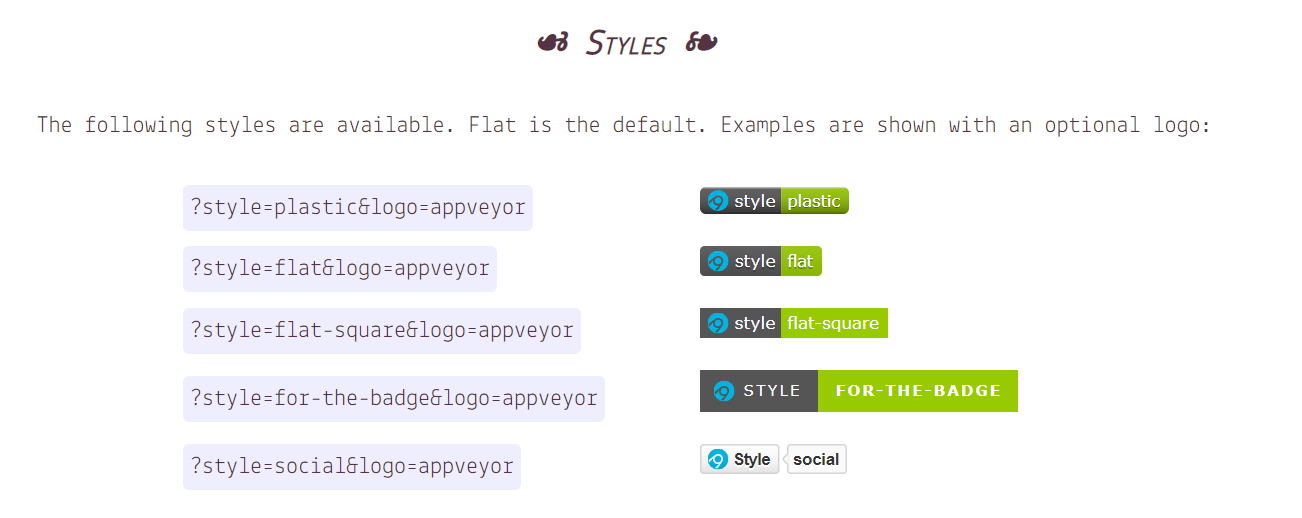 Styles
The following styles are available. Flat is the default. Examples are shown with an optional logo:
?style=plastic&logo=appveyor style plastic
?style=flat&logo=appveyor style flat
?style=flat-square&logo=appveyor style flat-square
?style=for-the-badge&logo=appveyor STYLE FOR-THE-BADGE
?style=social&logo=appveyor Style social